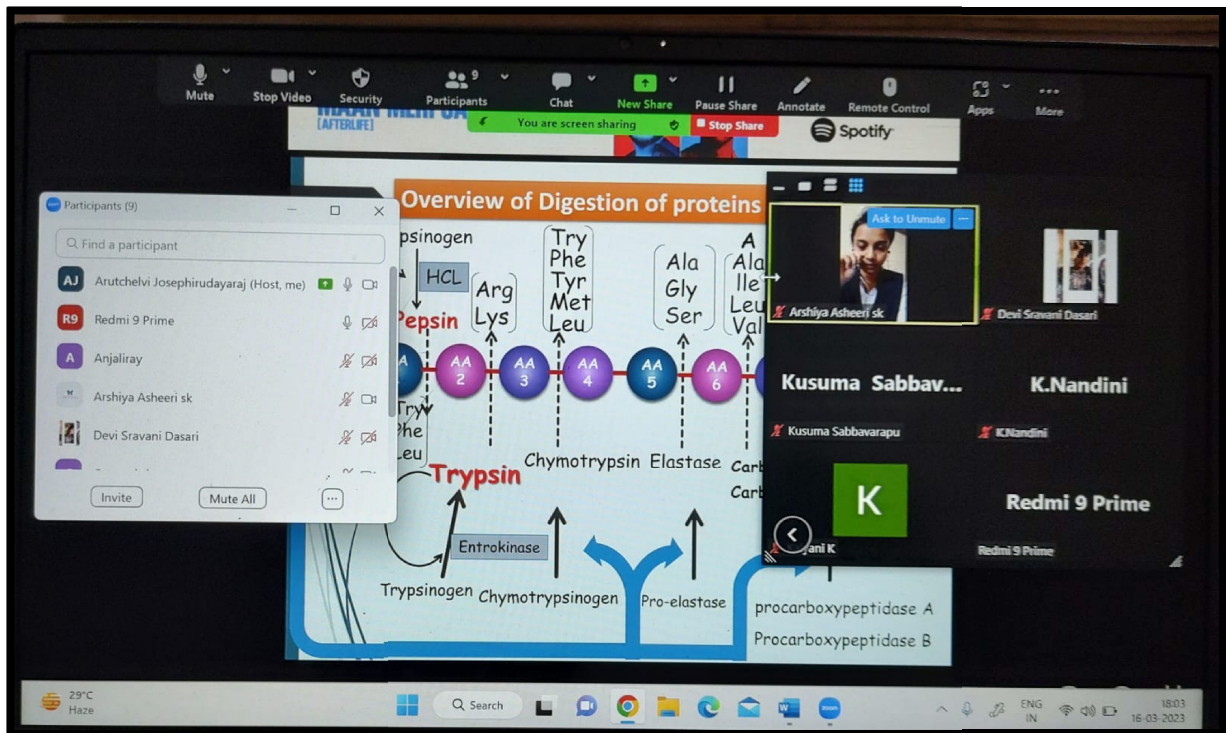 Mute
Stop Video
Security
Participants
9
Chat
New Share
Pause Share
Annotate
Remote Control
Apps
More
[AFTERLIFE]
You are screen sharing
Stop Share
Spotify
Participants (9)
Find a participant
AJ Arutchelvi Josephirudayaraj (Host, me)
R9 Redmi 9 Prime
A Anjaliray
Arshiya Asheeri sk
Devi Sravani Dasari
Invite
Mute All
Overview of Digestion of proteins
psinogen
HCL
Pepsin
Arg
Lys
Try
Phe
Tyr
Met
Leu
Ala
Gly
Ser
A
Ala
Ile
Leu
Val
AA
2
AA
3
AA
4
AA
5
AA
6
Try
Phe
Leu
Trypsin
Chymotrypsin
Elastase
Carb
Carb
Entrokinase
Trypsinogen
Chymotrypsinogen
Pro-elastase
procarboxypeptidase A
Procarboxypeptidase B
Ask to Unmute
Arshiya Asheeri sk
Devi Sravani Dasari
Kusuma Sabbav...
Kusuma Sabbavarapu
K.Nandini
K.Nandini
K
ani K
Redmi 9 Prime
Redmi 9 Prime
29°C
Haze
Search
zoom
ENG
IN
18:03
16-03-2023